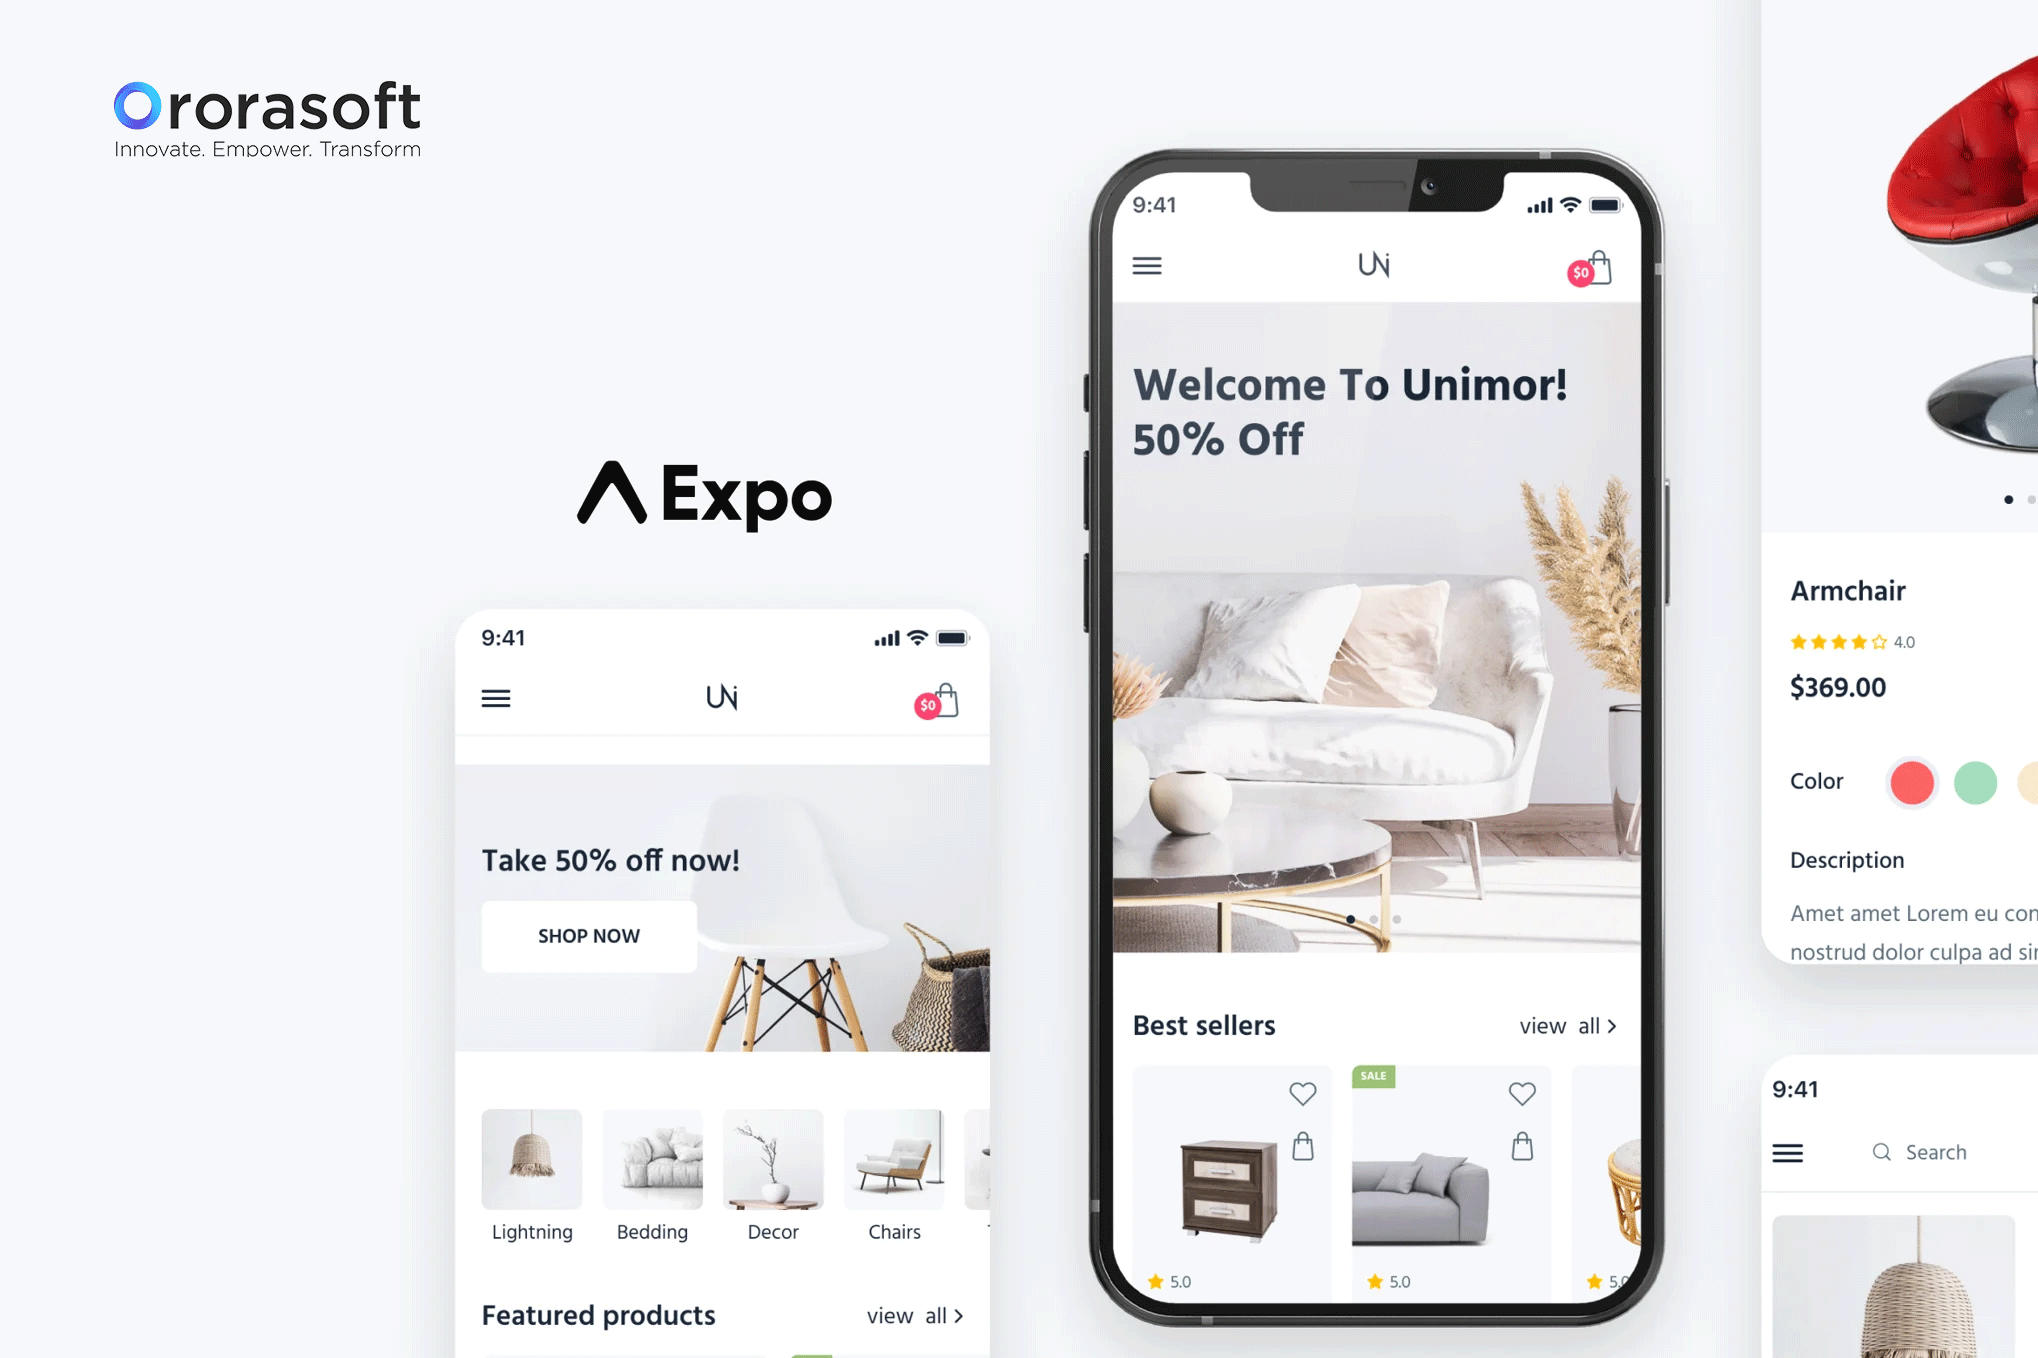 Ororasoft
Innovate. Empower. Transform
Expo
9:41
UNi
$0
Take 50% off now!
SHOP NOW
Lightning
Bedding
Decor
Chairs
Featured products
view all >
9:41
UNi
$0
Welcome To Unimor!
50% Off
Best sellers
view all >
SALE
5.0
5.0
5.0
Armchair
4.0
$369.00
Color
Description
Amet amet Lorem eu con
nostrud dolor culpa ad sin
9:41
Search